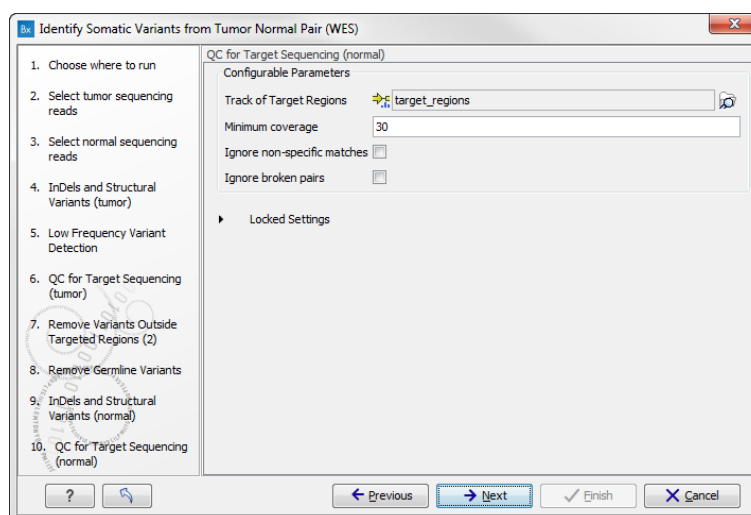 Bx Identify Somatic Variants from Tumor Normal Pair (WES)
1. Choose where to run
2. Select tumor sequencing
reads
3. Select normal sequencing
reads
4. InDels and Structural
Variants (tumor)
5. Low Frequency Variant
Detection
6. QC for Target Sequencing
(tumor)
7. Remove Variants Outside
Targeted Regions (2)
8. Remove Germline Variants
9. InDels and Structural
Variants (normal)
10. QC for Target Sequencing
(normal)
QC for Target Sequencing (normal)
Configurable Parameters
Track of Target Regions target_regions
Minimum coverage 30
Ignore non-specific matches
Ignore broken pairs
Locked Settings
? Previous Next Finish Cancel